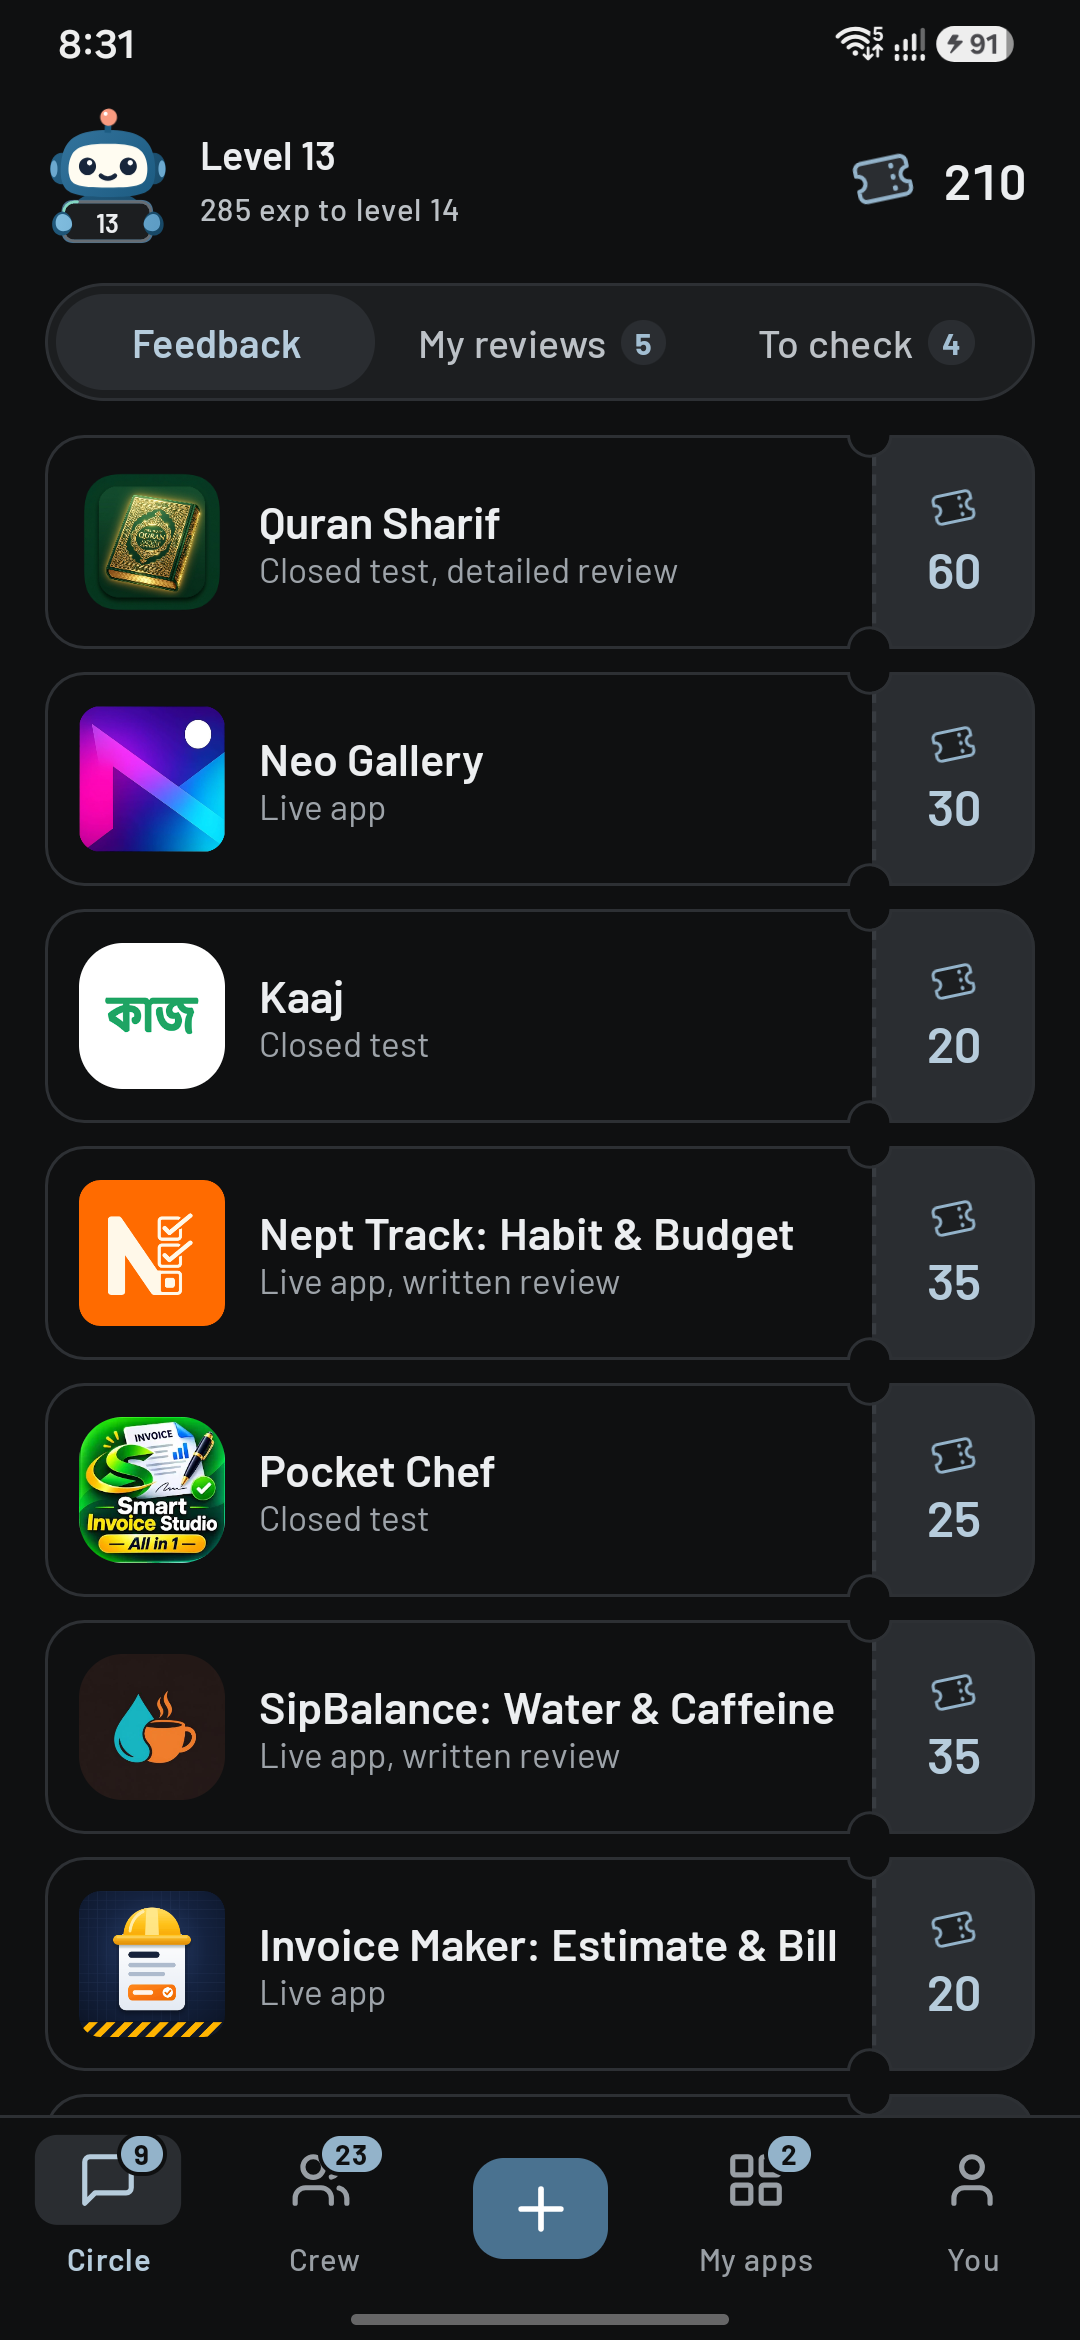 8:31
5
91
Level 13
285 exp to level 14
13
210
Feedback
My reviews 5
To check 4
QURAN
Quran Sharif
Closed test, detailed review
60
Neo Gallery
Live app
30
কাজ
Kaaj
Closed test
20
N
Nept Track: Habit & Budget
Live app, written review
35
INVOICE
S
Smart
Invoice Studio
All in 1
Pocket Chef
Closed test
25
SipBalance: Water & Caffeine
Live app, written review
35
Invoice Maker: Estimate & Bill
Live app
20
9
23
2
Circle
Crew
My apps
You